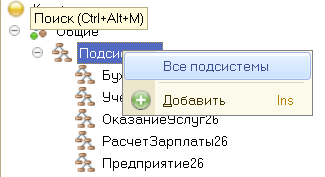 Поиск (Ctrl+Alt+M)
Общие
Подсис
Все подсистемы
Бух
Добавить Ins
Уче
ОказаниеУслуг26
РасчетЗарплаты26
Предприятие26